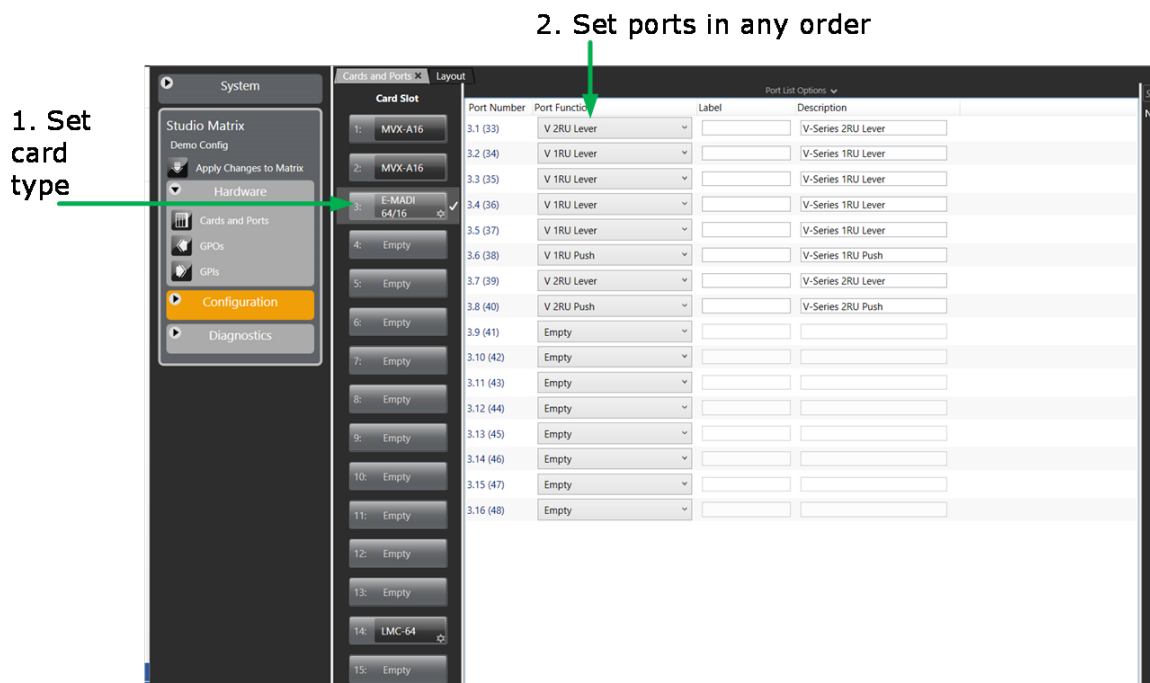 2. Set ports in any order
1. Set
card
type
System
Studio Matrix
Demo Config
Apply Changes to Matrix
Hardware
Cards and Ports
GPOs
GPIs
Configuration
Diagnostics
Cards and Ports ×
Layout
Card Slot
1: MVX-A16
2: MVX-A16
3: E-MADI
64/16
4: Empty
5: Empty
6: Empty
7: Empty
8: Empty
9: Empty
10: Empty
11: Empty
12: Empty
13: Empty
14: LMC-64
15: Empty
Port List Options
Port Number Port Function Label Description
3.1 (33) V 2RU Lever V-Series 2RU Lever
3.2 (34) V 1RU Lever V-Series 1RU Lever
3.3 (35) V 1RU Lever V-Series 1RU Lever
3.4 (36) V 1RU Lever V-Series 1RU Lever
3.5 (37) V 1RU Lever V-Series 1RU Lever
3.6 (38) V 1RU Push V-Series 1RU Push
3.7 (39) V 2RU Lever V-Series 2RU Lever
3.8 (40) V 2RU Push V-Series 2RU Push
3.9 (41) Empty
3.10 (42) Empty
3.11 (43) Empty
3.12 (44) Empty
3.13 (45) Empty
3.14 (46) Empty
3.15 (47) Empty
3.16 (48) Empty